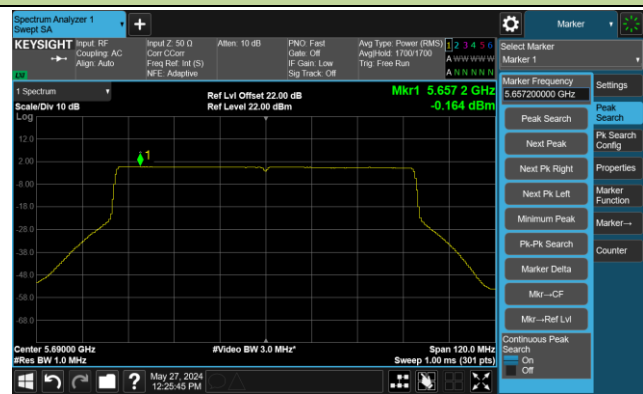 Spectrum Analyzer 1
Swept SA
Marker
KEYSIGHT
Input: RF
Coupling: AC
Align: Auto
Input Z: 50 Ω
Corr CCorr
Freq Ref: Int (S)
NFE: Adaptive
Atten: 10 dB
PNO: Fast
Gate: Off
IF Gain: Low
Sig Track: Off
Avg Type: Power (RMS)
Avg|Hold: 1700/1700
Trig: Free Run
1 2 3 4 5 6
A W W W W W
A N N N N N
LW
Select Marker
Marker 1
1 Spectrum
Scale/Div 10 dB
Log
Ref Lvl Offset 22.00 dB
Ref Level 22.00 dBm
Mkr1 5.657 2 GHz
-0.164 dBm
12.0
2.00
-8.00
-18.0
-28.0
-38.0
-48.0
-58.0
-68.0
1
Center 5.69000 GHz
#Res BW 1.0 MHz
#Video BW 3.0 MHz*
Span 120.0 MHz
Sweep 1.00 ms (301 pts)
Marker Frequency
5.657200000 GHz
Peak Search
Next Peak
Next Pk Right
Next Pk Left
Minimum Peak
Pk-Pk Search
Marker Delta
Mkr→CF
Mkr→Ref Lvl
Continuous Peak
Search
On
Off
Settings
Peak
Search
Pk Search
Config
Properties
Marker
Function
Marker→
Counter
?
May 27, 2024
12:25:45 PM